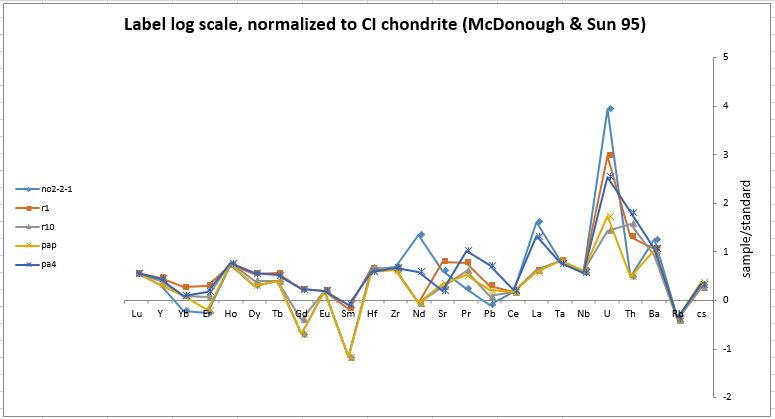 Label log scale, normalized to CI chondrite (McDonough & Sun 95)
no2-2-1
r1
r10
pap
pa4
5
4
3
2
1
0
-1
-2
sample/standard
Lu Y Yb Er Ho Dy Tb Gd Eu Sm Hf Zr Nd Sr Pr Pb Ce La Ta Nb U Th Ba Rb cs